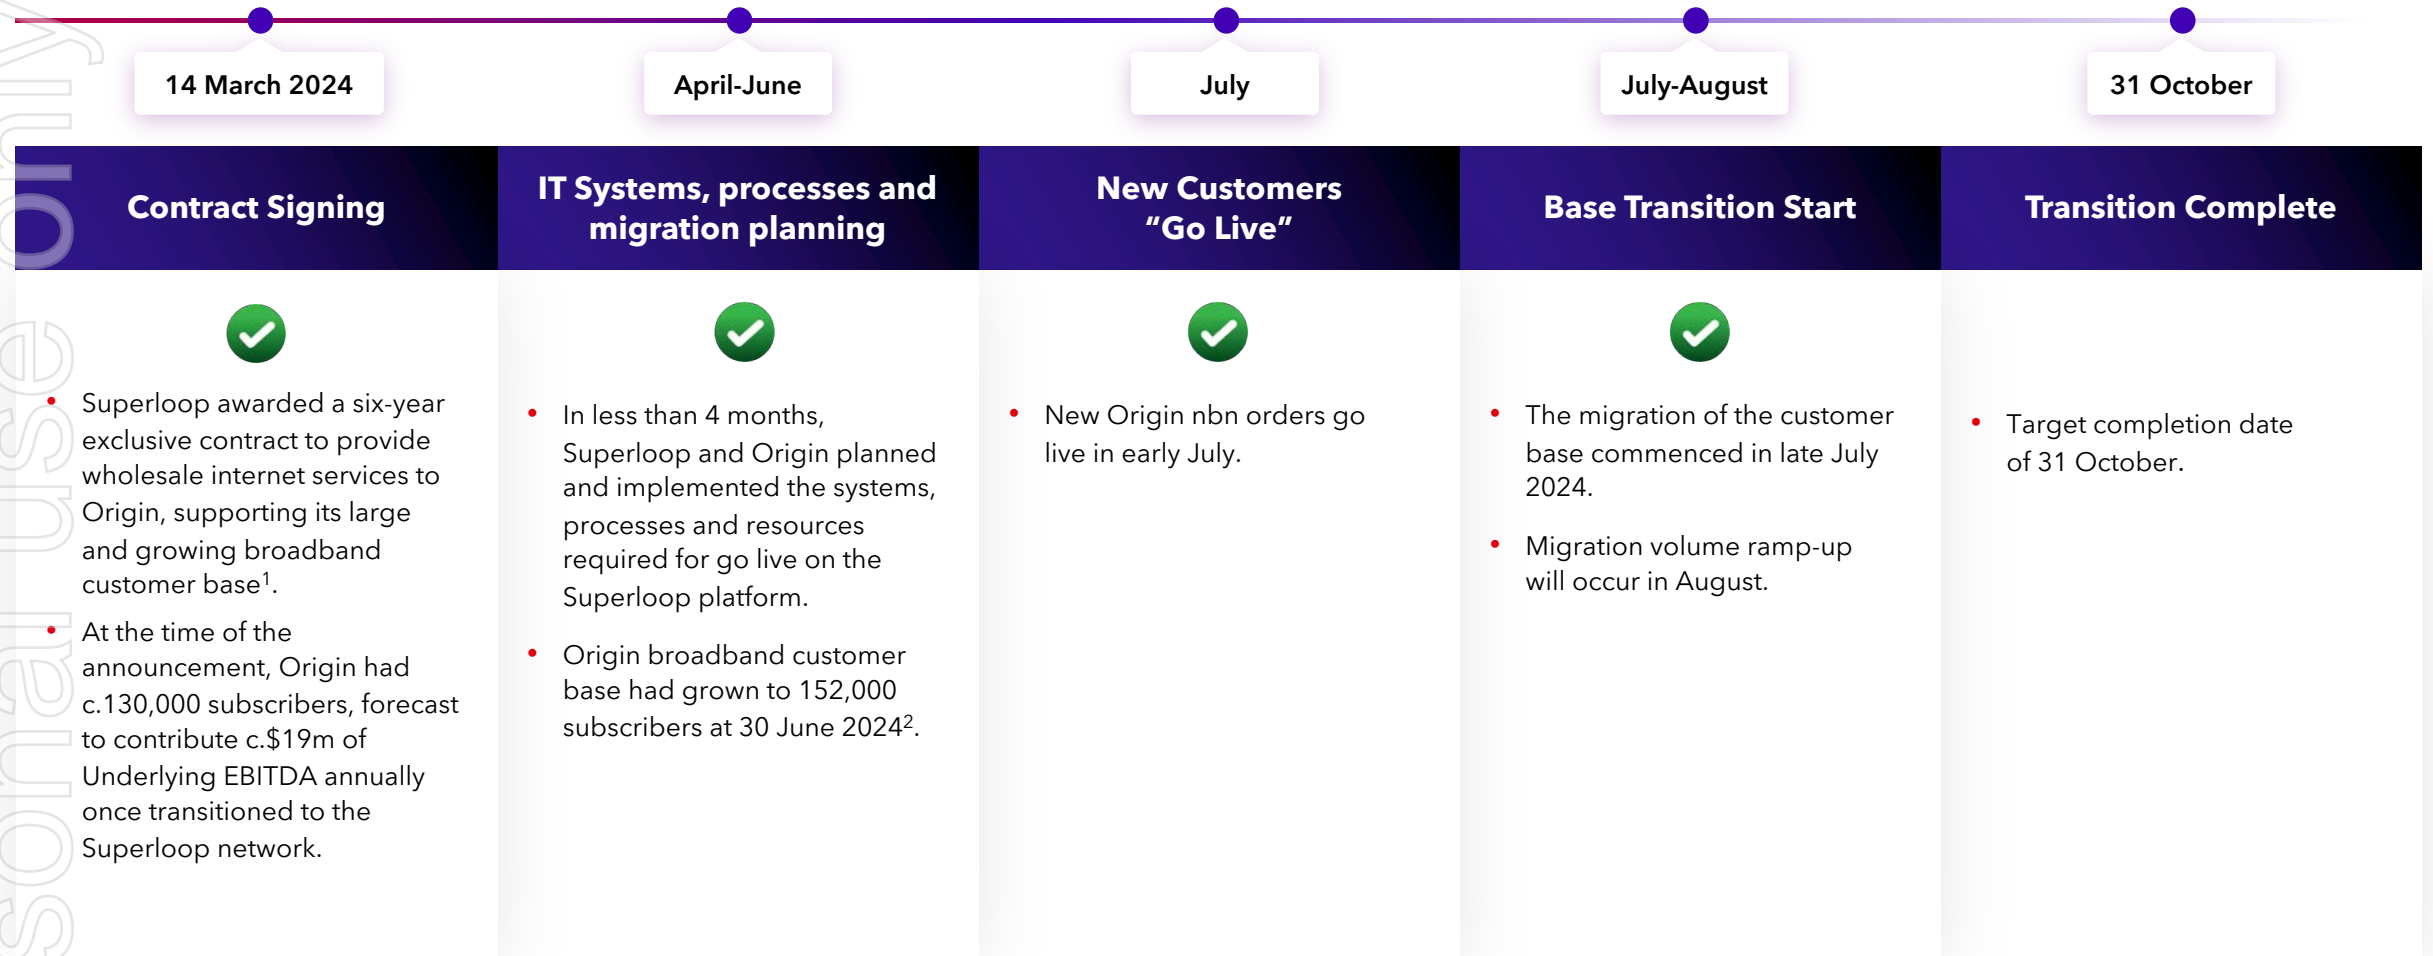 14 March 2024
April-June
July
July-August
31 October
Contract Signing
IT Systems, processes and
migration planning
New Customers
“Go Live”
Base Transition Start
Transition Complete
• Superloop awarded a six-year
exclusive contract to provide
wholesale internet services to
Origin, supporting its large
and growing broadband
customer base¹.
• At the time of the
announcement, Origin had
c.130,000 subscribers, forecast
to contribute c.$19m of
Underlying EBITDA annually
once transitioned to the
Superloop network.
• In less than 4 months,
Superloop and Origin planned
and implemented the systems,
processes and resources
required for go live on the
Superloop platform.
• Origin broadband customer
base had grown to 152,000
subscribers at 30 June 2024².
• New Origin nbn orders go
live in early July.
• The migration of the customer
base commenced in late July
2024.
• Migration volume ramp-up
will occur in August.
• Target completion date
of 31 October.
sonal use only